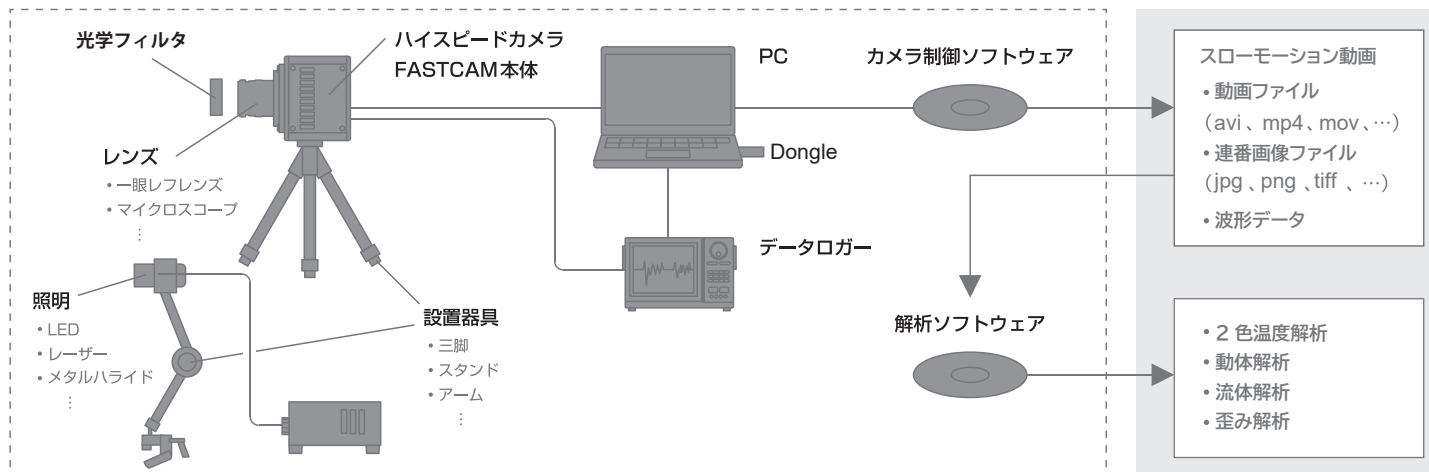 光学フィルタ
ハイスピードカメラ
FASTCAM本体
レンズ
・一眼レフレンズ
・マイクロスコープ
⋮
照明
・LED
・レーザー
・メタルハライド
⋮
設置器具
・三脚
・スタンド
・アーム
⋮
PC
Dongle
データロガー
カメラ制御ソフトウェア
解析ソフトウェア
スローモーション動画
・動画ファイル
（avi、mp4、mov、…）
・連番画像ファイル
（jpg、png、tiff、…）
・波形データ
・2色温度解析
・動体解析
・流体解析
・歪み解析